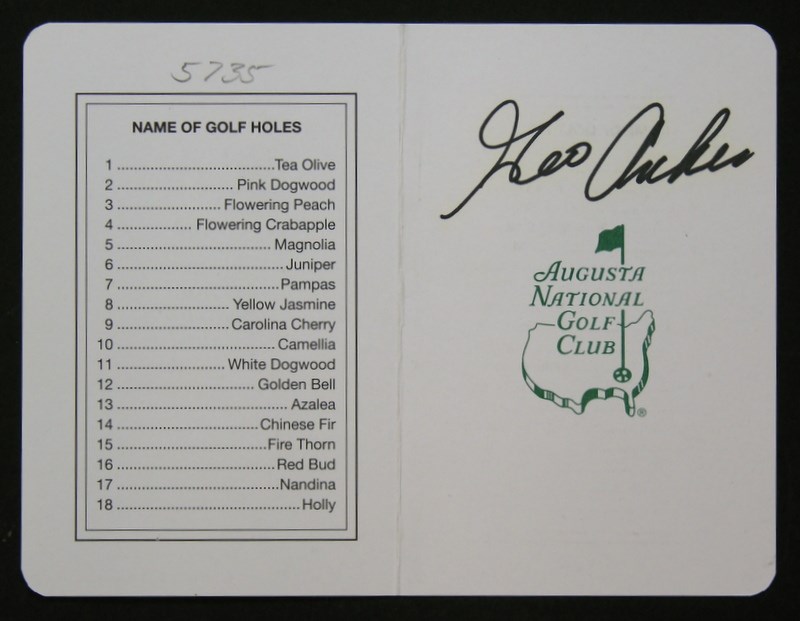 5735
NAME OF GOLF HOLES
1 ........................................Tea Olive
2 .............................. Pink Dogwood
3 ........................... Flowering Peach
4 ................... Flowering Crabapple
5 ....................................... Magnolia
6 ...........................................Juniper
7 .........................................Pampas
8 ............................. Yellow Jasmine
9 .............................Carolina Cherry
10 ........................................ Camellia
11 ............................ White Dogwood
12 ................................... Golden Bell
13 ...........................................Azalea
14 ....................................Chinese Fir
15 ......................................Fire Thorn
16 ........................................Red Bud
17 .........................................Nandina
18 ..............................................Holly
Geo Archer
AUGUSTA
NATIONAL
GOLF
CLUB
®